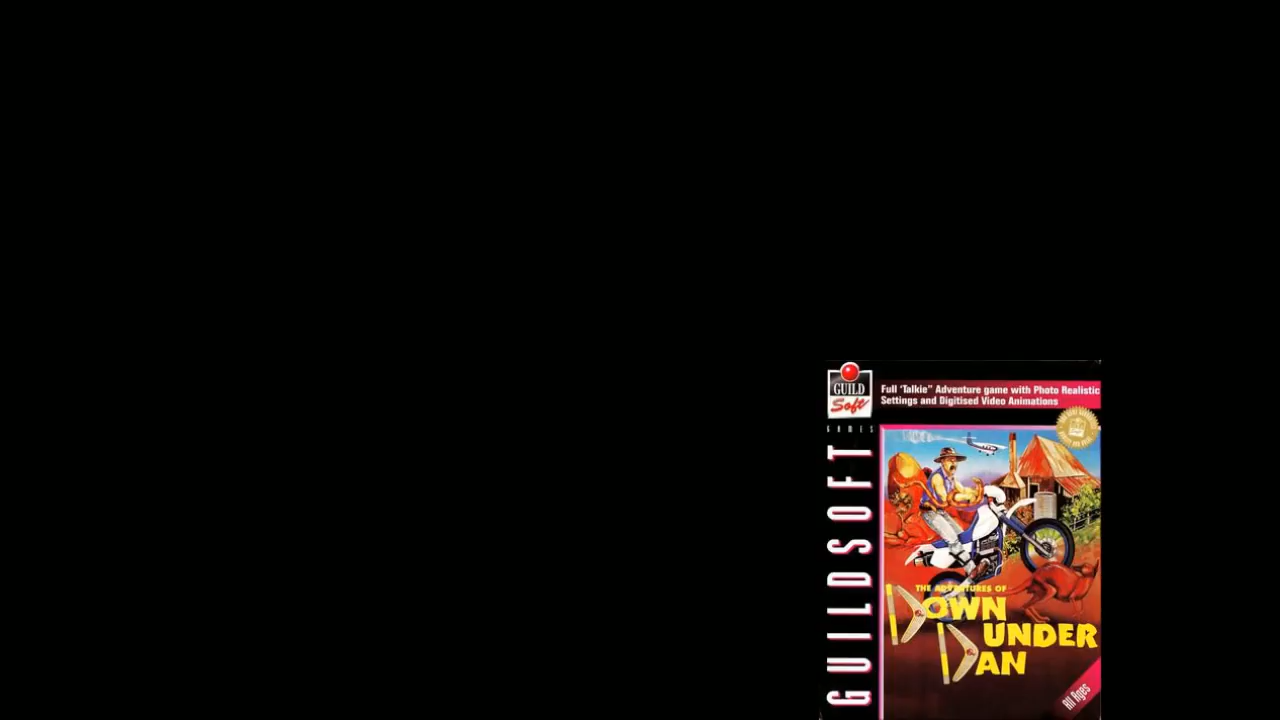 GUILD
Soft
GAMES
GUILDSOFT
Full ‘Talkie” Adventure game with Photo Realistic
Settings and Digitised Video Animations
THE ADVENTURES OF
DOWN
UNDER
DAN
All Ages